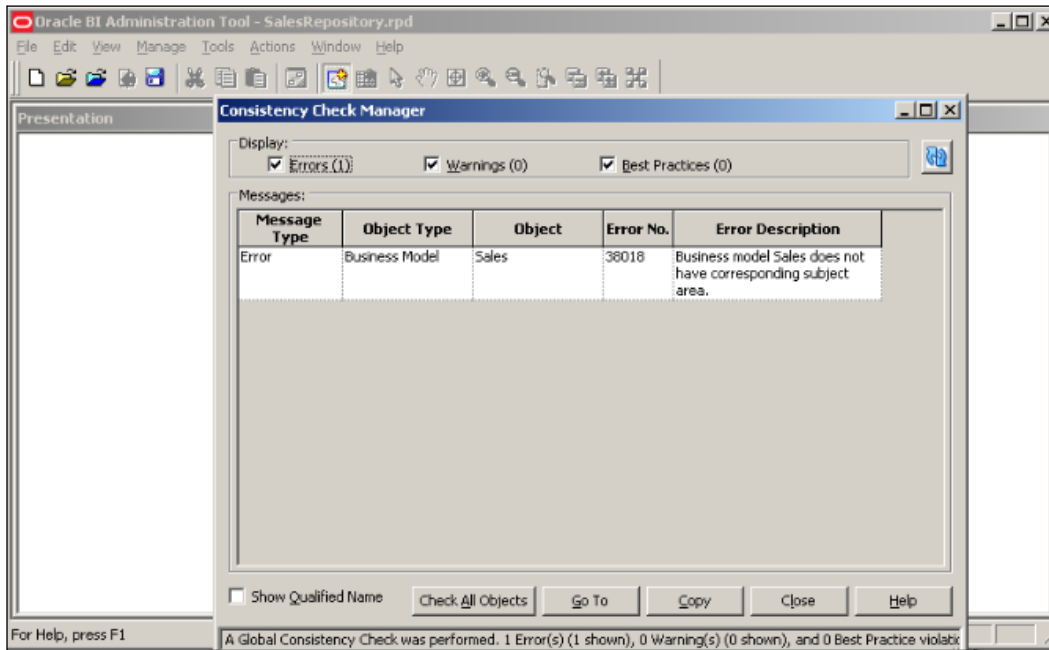 Oracle BI Administration Tool - SalesRepository.rpd
File Edit View Manage Tools Actions Window Help
Presentation
Consistency Check Manager
Display:
Errors (1) Warnings (0) Best Practices (0)
Messages:
Message Type Object Type Object Error No. Error Description
Error Business Model Sales 38018 Business model Sales does not
have corresponding subject
area.
Show Qualified Name Check All Objects Go To Copy Close Help
For Help, press F1
A Global Consistency Check was performed. 1 Error(s) (1 shown), 0 Warning(s) (0 shown), and 0 Best Practice